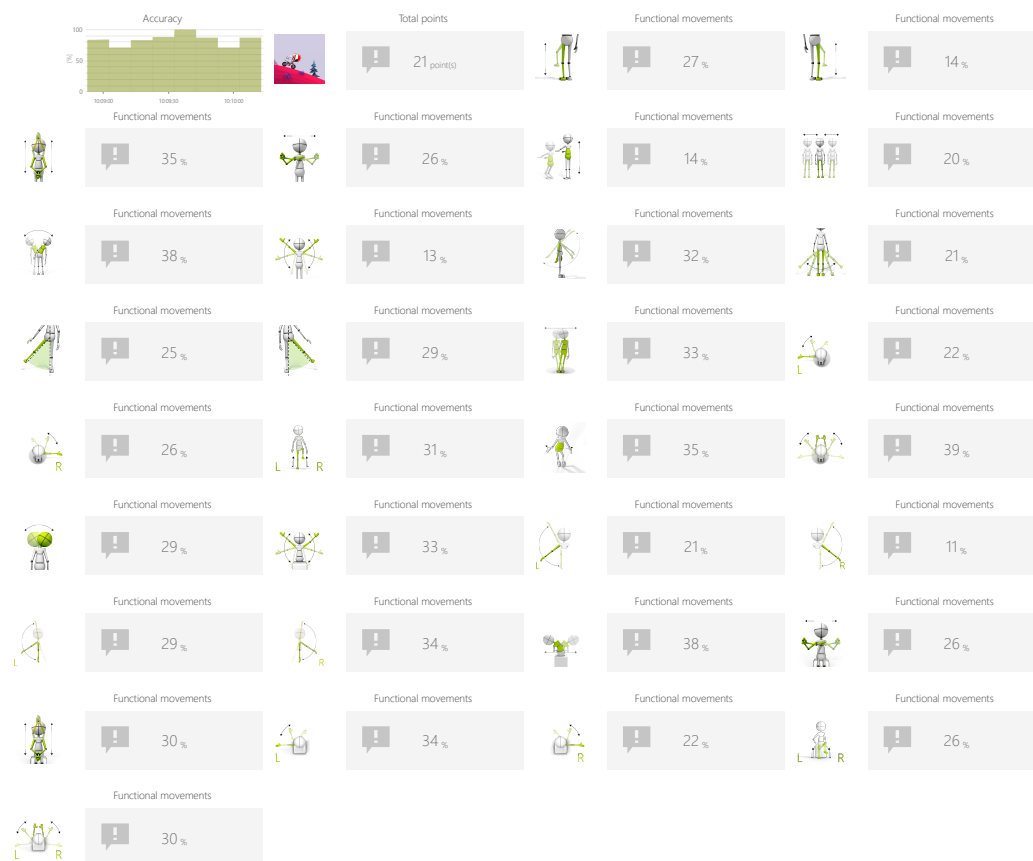 Accuracy
100
[%]
50
0
10:09:00
10:09:30
10:10:00
Total points
21 point(s)
Functional movements
27 %
Functional movements
14 %
Functional movements
35 %
Functional movements
26 %
Functional movements
14 %
Functional movements
20 %
Functional movements
38 %
Functional movements
13 %
Functional movements
32 %
Functional movements
21 %
Functional movements
25 %
Functional movements
29 %
Functional movements
33 %
Functional movements
L
22 %
Functional movements
R
26 %
Functional movements
L R
31 %
Functional movements
35 %
Functional movements
39 %
Functional movements
29 %
Functional movements
33 %
Functional movements
L
21 %
Functional movements
R
11 %
Functional movements
L
29 %
Functional movements
R
34 %
Functional movements
38 %
Functional movements
26 %
Functional movements
30 %
Functional movements
L
34 %
Functional movements
R
22 %
Functional movements
L R
26 %
Functional movements
L R
30 %